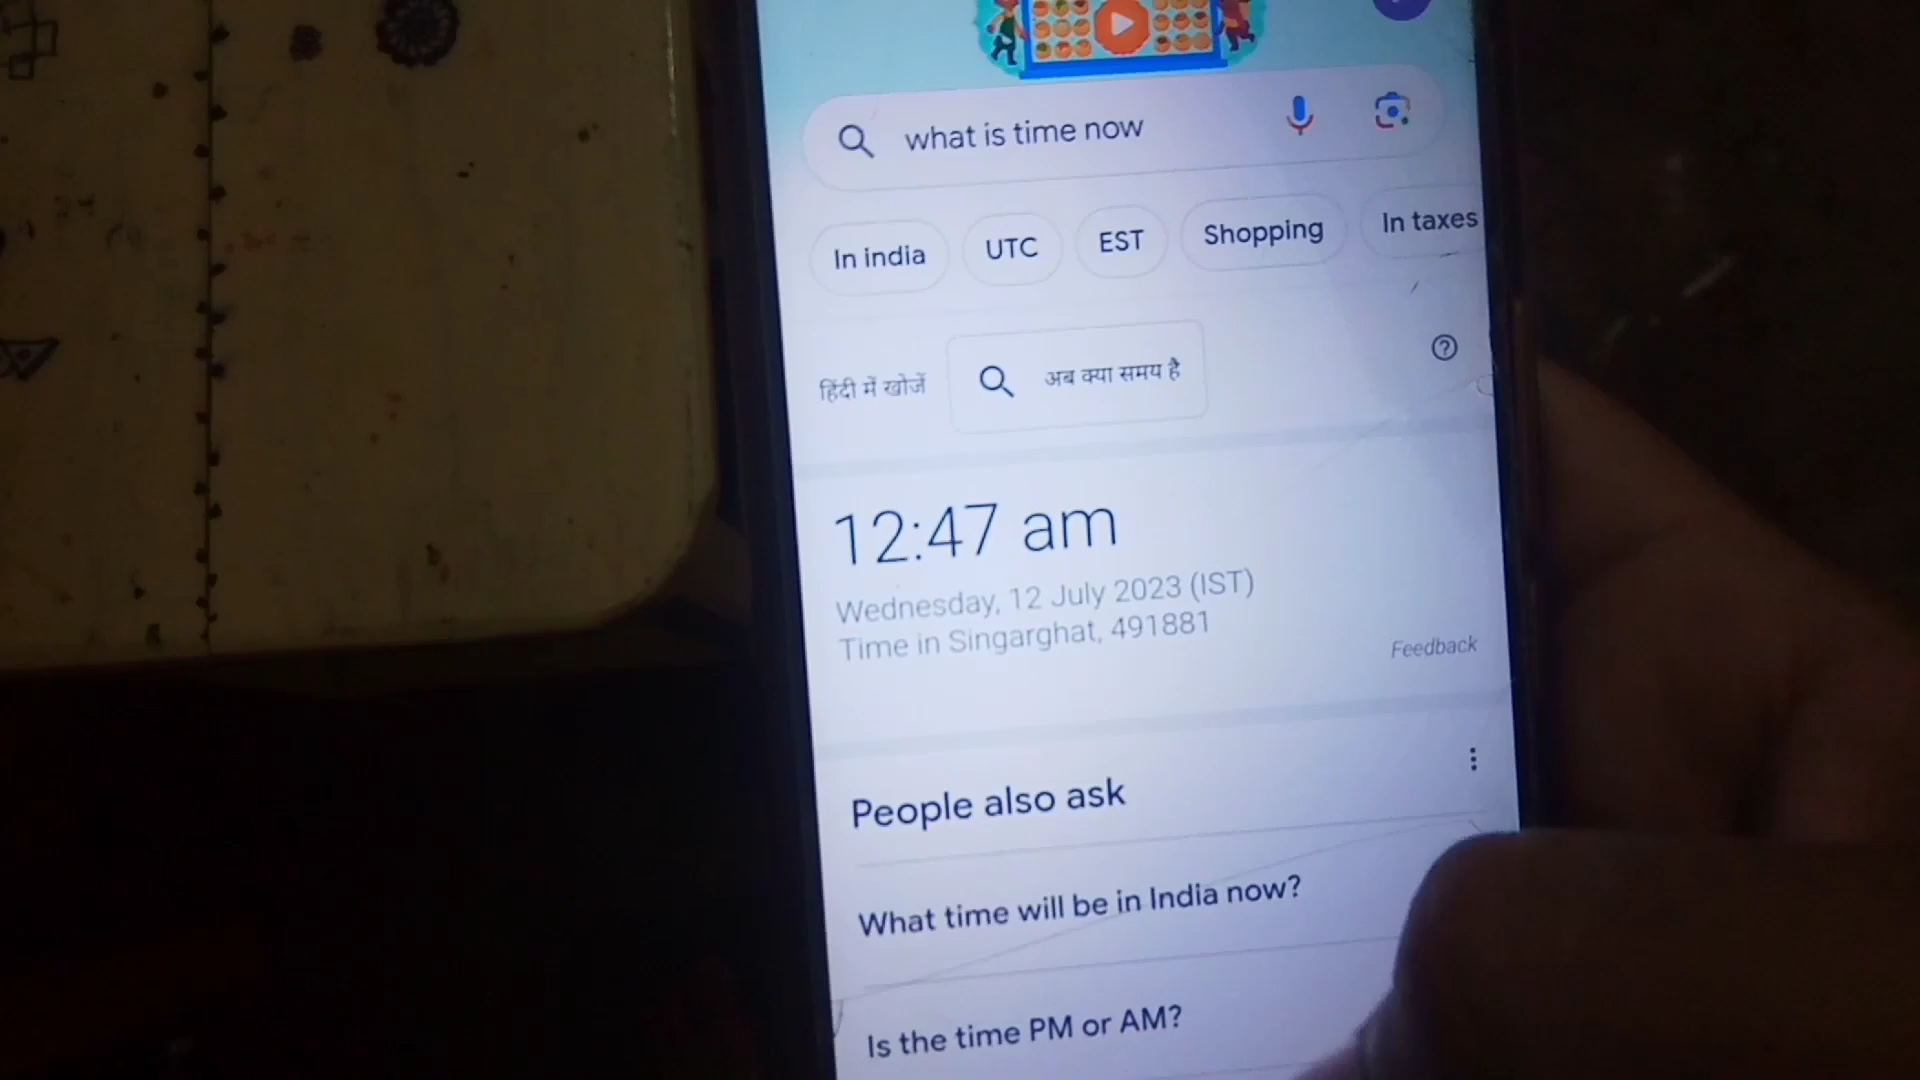 what is time now
In india UTC EST Shopping In taxes
हिंदी में खोजें अब क्या समय है
12:47 am
Wednesday, 12 July 2023 (IST)
Time in Singarghat, 491881
Feedback
People also ask
What time will be in India now?
Is the time PM or AM?